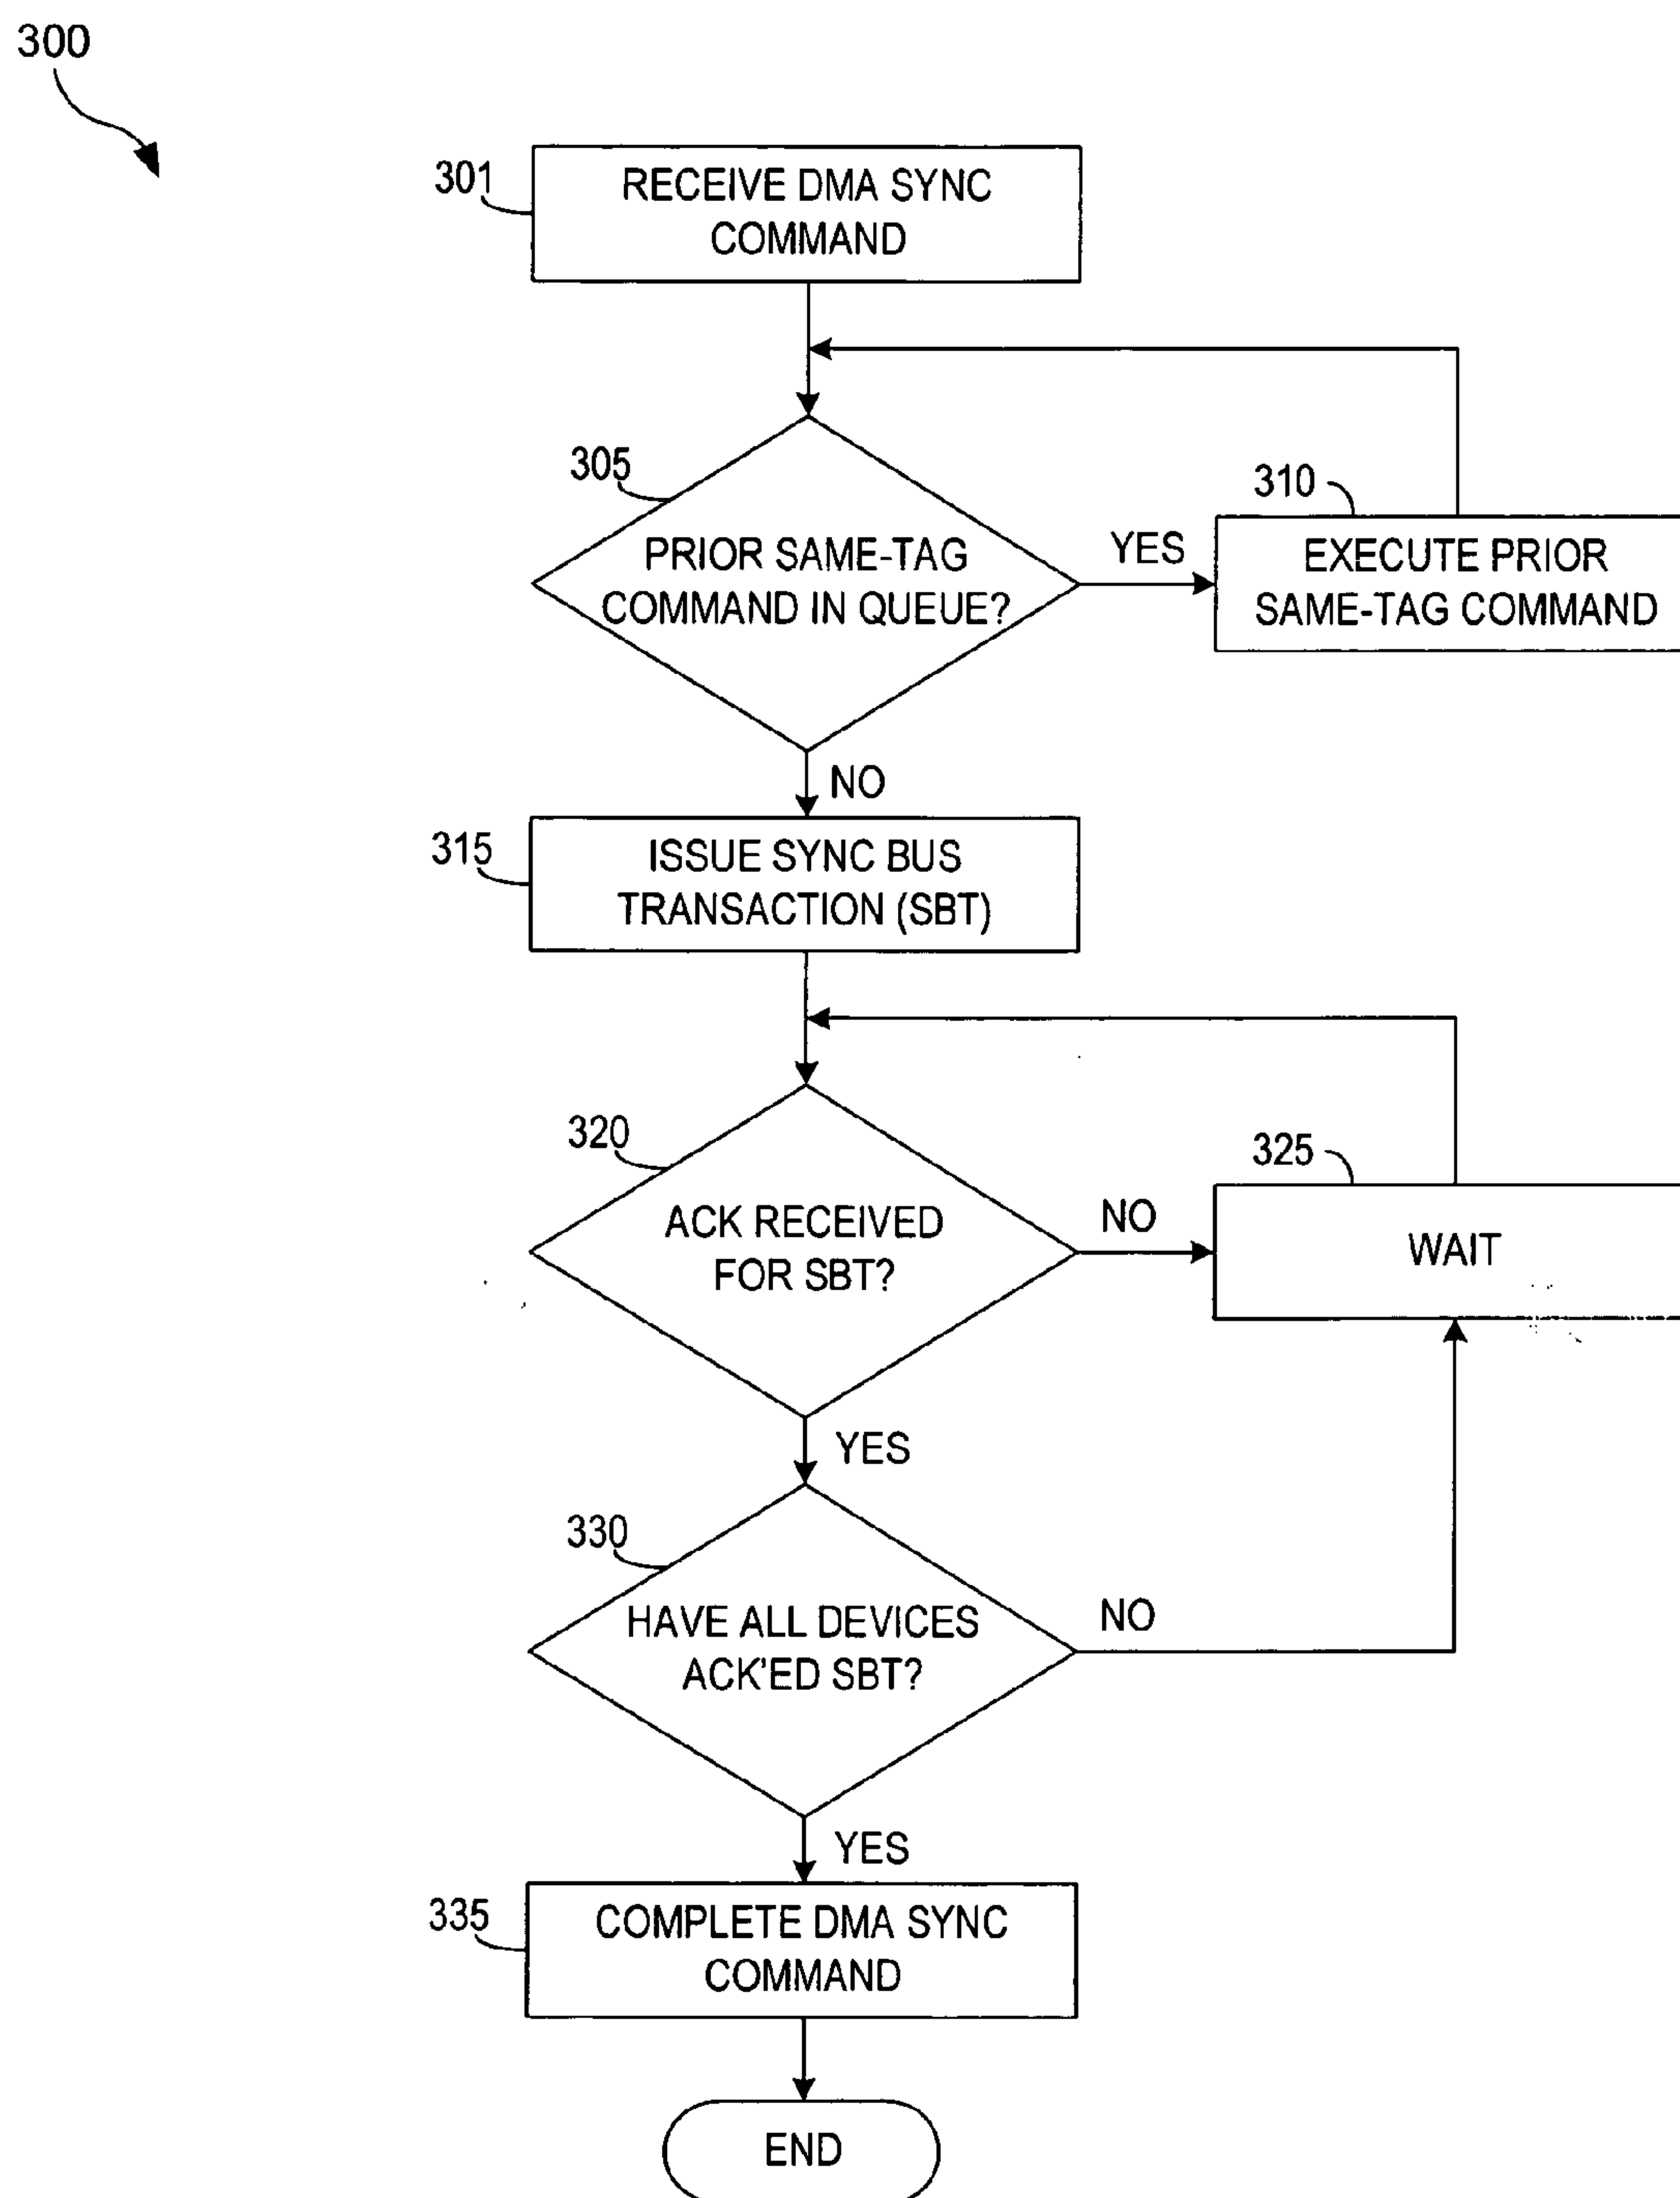 300
301
RECEIVE DMA SYNC
COMMAND
305
PRIOR SAME-TAG
COMMAND IN QUEUE?
YES
310
EXECUTE PRIOR
SAME-TAG COMMAND
NO
315
ISSUE SYNC BUS
TRANSACTION (SBT)
320
ACK RECEIVED
FOR SBT?
NO
325
WAIT
YES
330
HAVE ALL DEVICES
ACK'ED SBT?
NO
YES
335
COMPLETE DMA SYNC
COMMAND
END